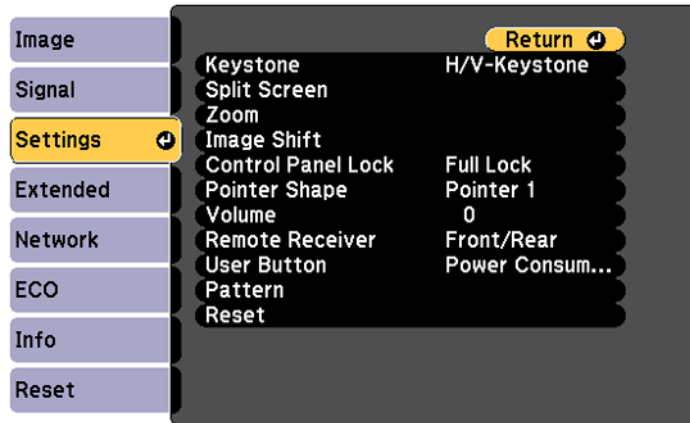 Image
Signal
Settings
Extended
Network
ECO
Info
Reset
Return
Keystone H/V-Keystone
Split Screen
Zoom
Image Shift
Control Panel Lock Full Lock
Pointer Shape Pointer 1
Volume 0
Remote Receiver Front/Rear
User Button Power Consum...
Pattern
Reset